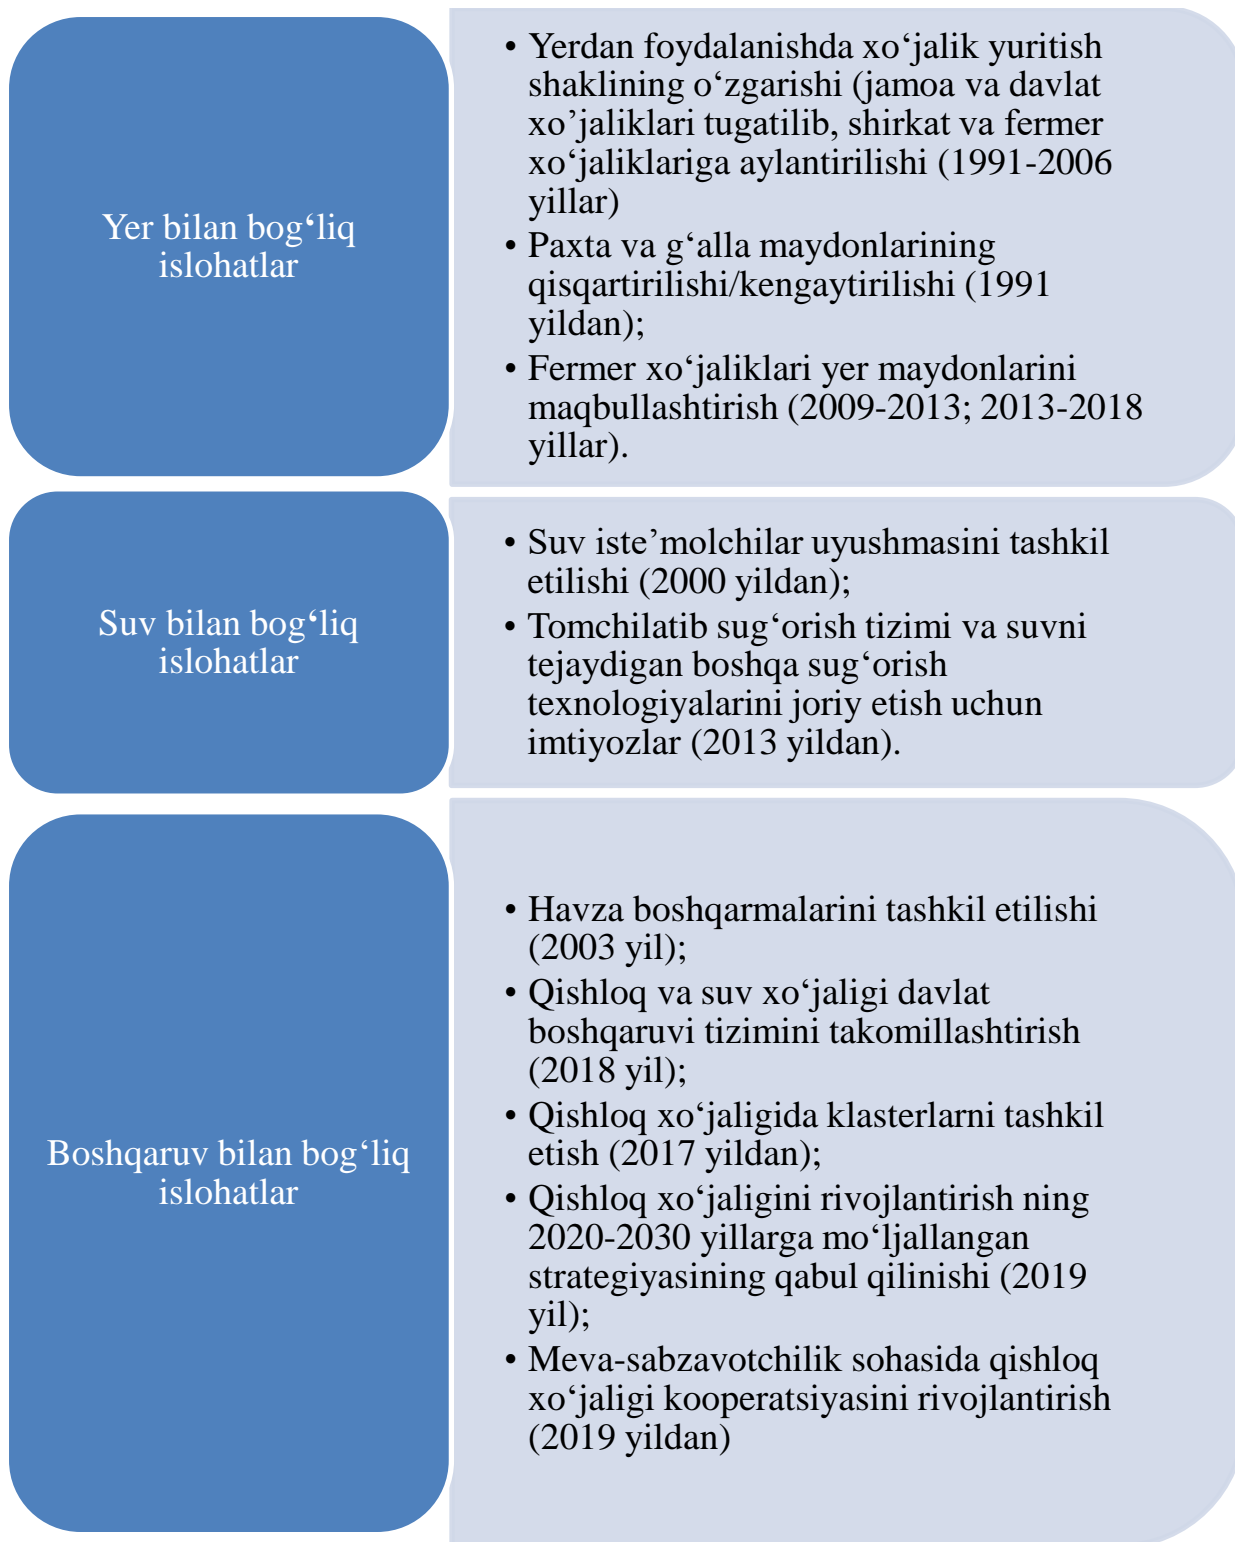 Yer bilan bog‘liq
islohatlar
• Yerdan foydalanishda xo‘jalik yuritish
shaklining o‘zgarishi (jamoa va davlat
xo’jaliklari tugatilib, shirkat va fermer
xo‘jaliklariga aylantirilishi (1991-2006
yillar)
• Paxta va g‘alla maydonlarining
qisqartirilishi/kengaytirilishi (1991
yildan);
• Fermer xo‘jaliklari yer maydonlarini
maqbullashtirish (2009-2013; 2013-2018
yillar).
Suv bilan bog‘liq
islohatlar
• Suv iste’molchilar uyushmasini tashkil
etilishi (2000 yildan);
• Tomchilatib sug‘orish tizimi va suvni
tejaydigan boshqa sug‘orish
texnologiyalarini joriy etish uchun
imtiyozlar (2013 yildan).
Boshqaruv bilan bog‘liq
islohatlar
• Havza boshqarmalarini tashkil etilishi
(2003 yil);
• Qishloq va suv xo‘jaligi davlat
boshqaruvi tizimini takomillashtirish
(2018 yil);
• Qishloq xo‘jaligida klasterlarni tashkil
etish (2017 yildan);
• Qishloq xo‘jaligini rivojlantirish ning
2020-2030 yillarga mo‘ljallangan
strategiyasining qabul qilinishi (2019
yil);
• Meva-sabzavotchilik sohasida qishloq
xo‘jaligi kooperatsiyasini rivojlantirish
(2019 yildan)